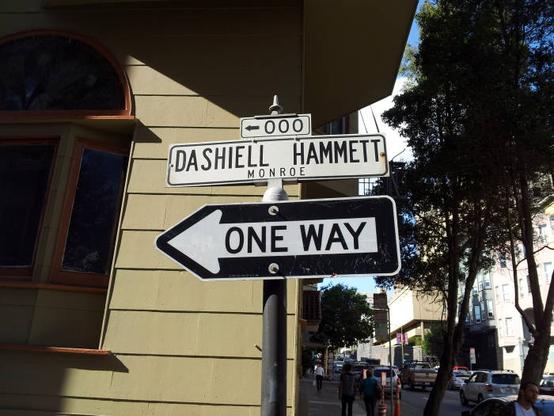 ← 000
DASHIELL HAMMETT
MONROE
ONE WAY